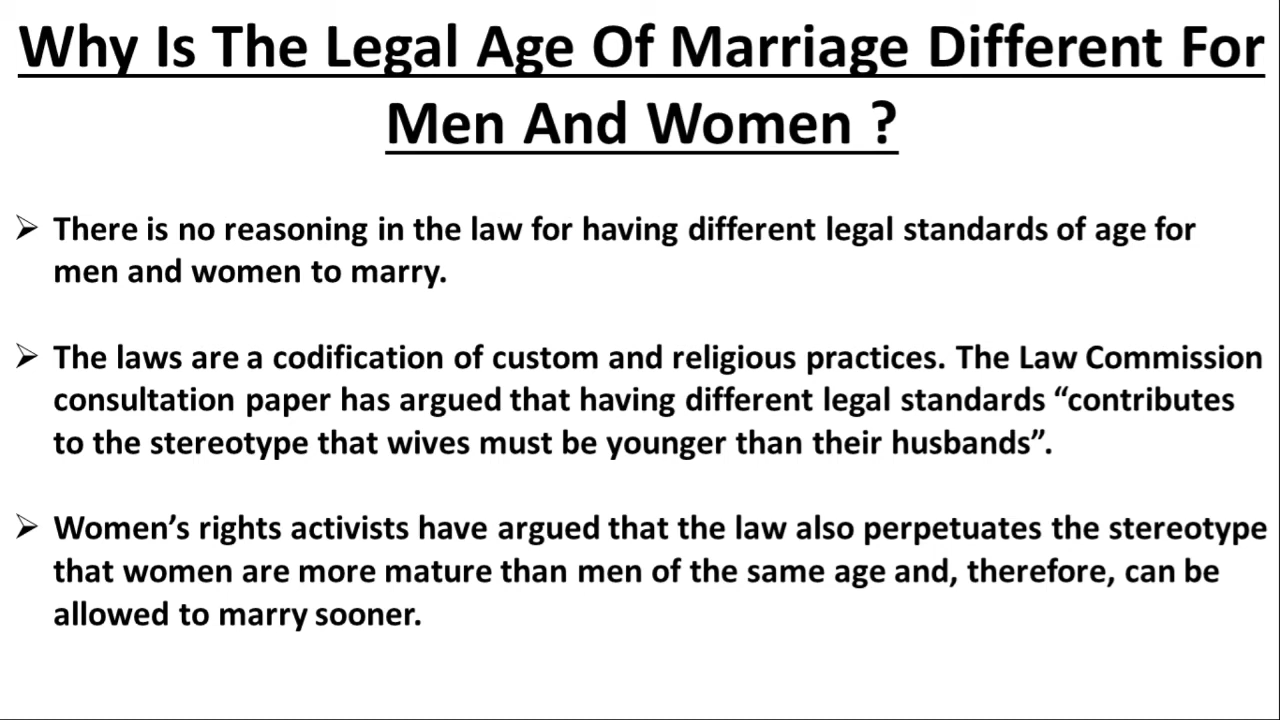 Why Is The Legal Age Of Marriage Different For
Men And Women ?
➢ There is no reasoning in the law for having different legal standards of age for
men and women to marry.
➢ The laws are a codification of custom and religious practices. The Law Commission
consultation paper has argued that having different legal standards “contributes
to the stereotype that wives must be younger than their husbands”.
➢ Women’s rights activists have argued that the law also perpetuates the stereotype
that women are more mature than men of the same age and, therefore, can be
allowed to marry sooner.